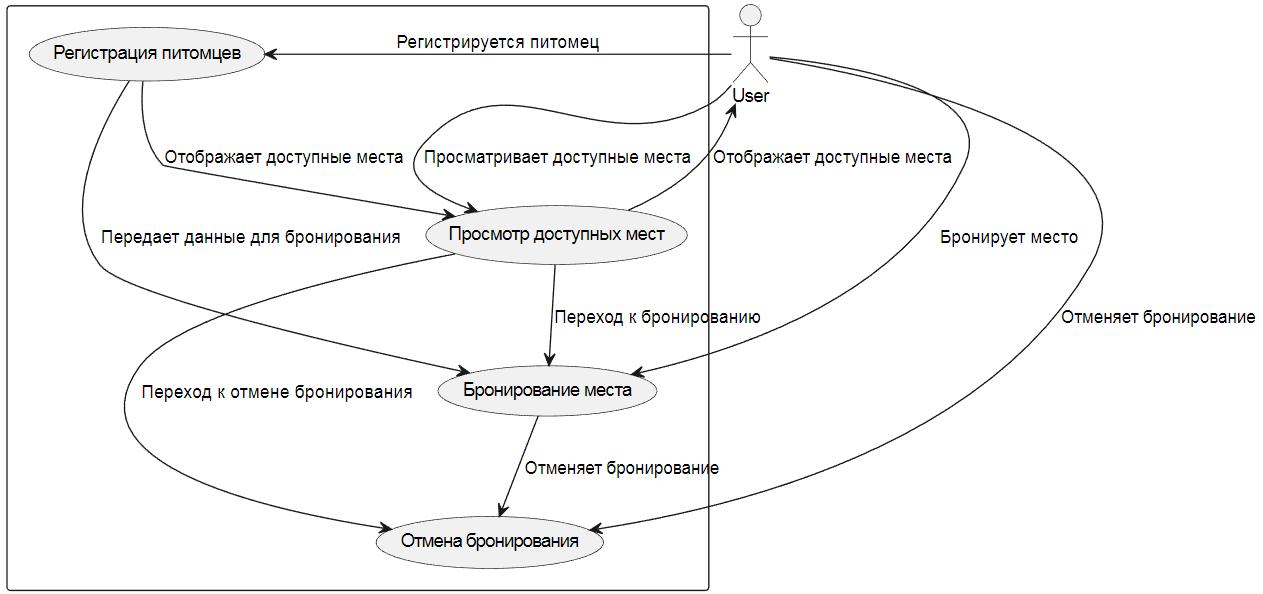 Регистрация питомцев
Регистрируется питомец
User
Отображает доступные места
Просматривает доступные места
Отображает доступные места
Передает данные для бронирования
Просмотр доступных мест
Бронирует место
Переход к бронированию
Отменяет бронирование
Переход к отмене бронирования
Бронирование места
Отменяет бронирование
Отмена бронирования